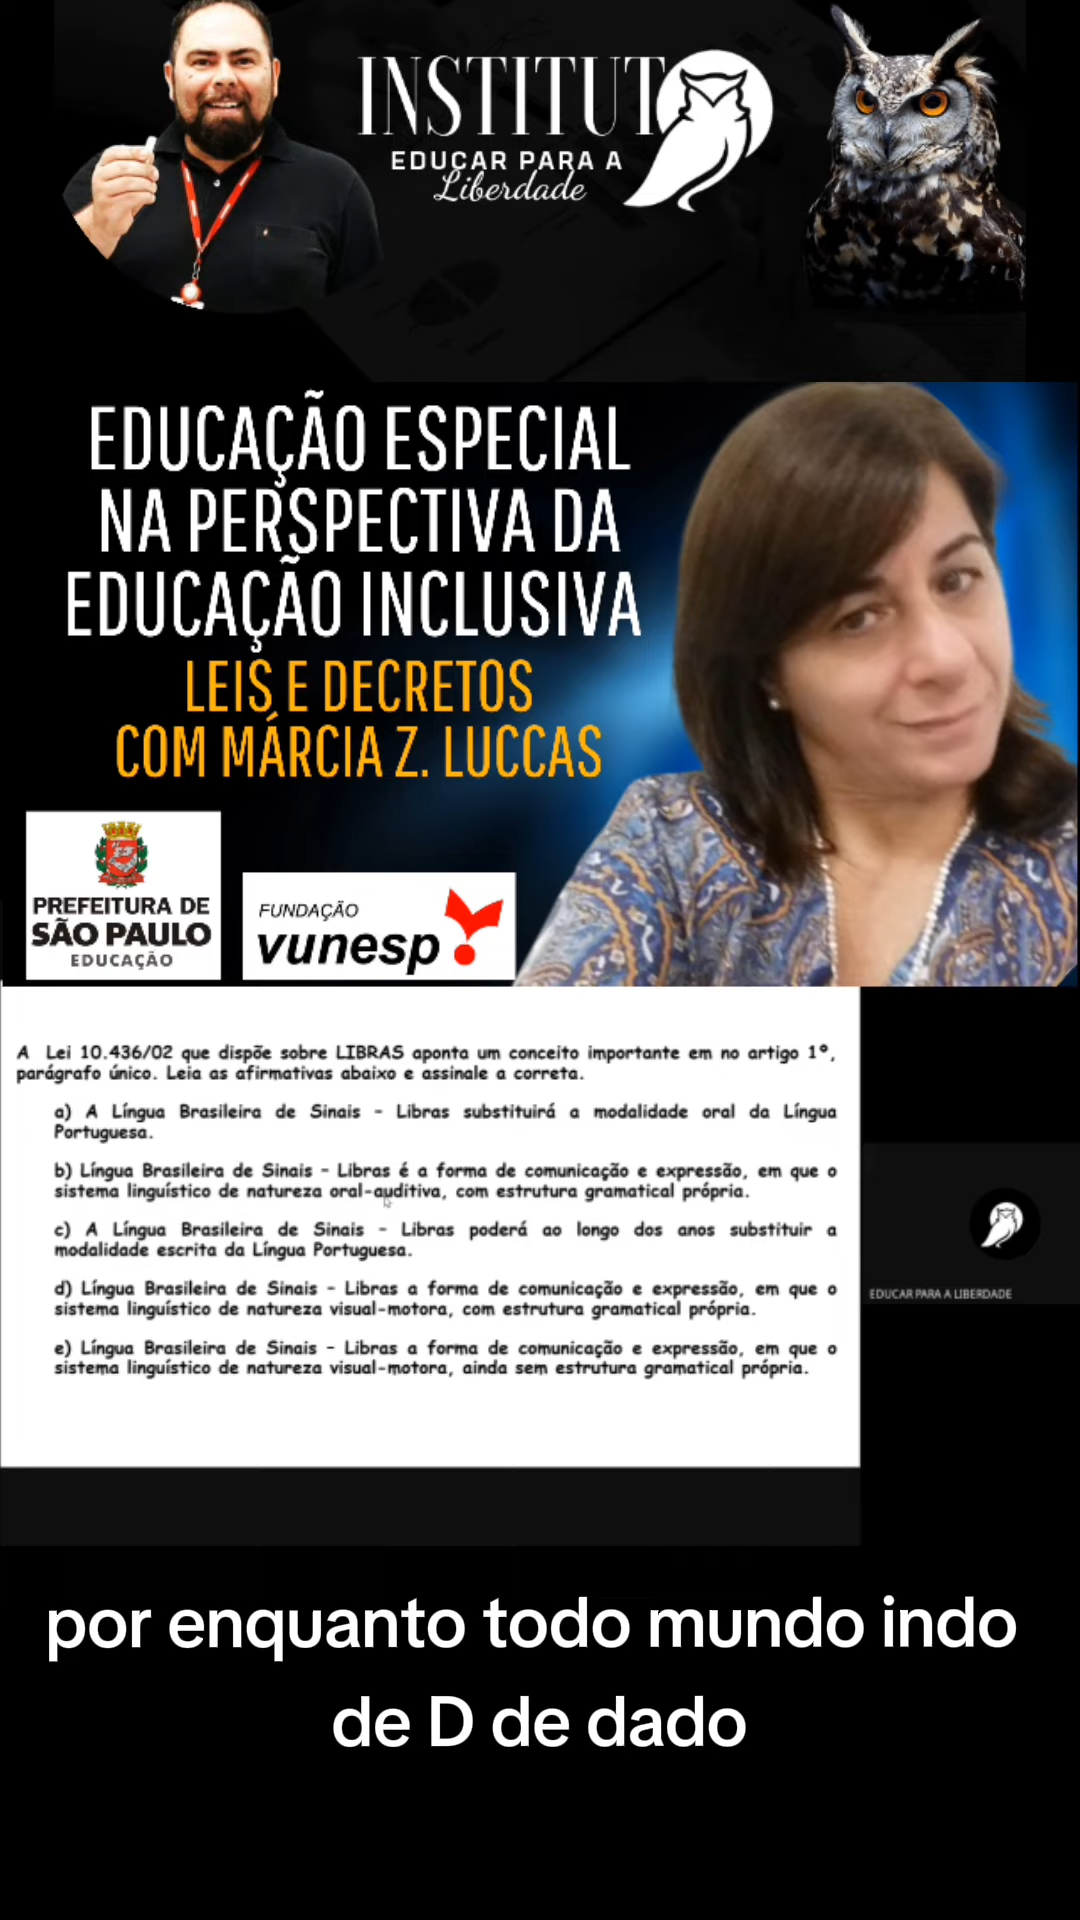 INSTITUTO
EDUCAR PARA A
Liberdade
EDUCAÇÃO ESPECIAL
NA PERSPECTIVA DA
EDUCAÇÃO INCLUSIVA
LEIS E DECRETOS
COM MÁRCIA Z. LUCCAS
PREFEITURA DE
SÃO PAULO
EDUCAÇÃO
FUNDAÇÃO
vunesp
A Lei 10.436/02 que dispõe sobre LIBRAS aponta um conceito importante em no artigo 1º,
parágrafo único. Leia as afirmativas abaixo e assinale a correta.
a) A Língua Brasileira de Sinais - Libras substituirá a modalidade oral da Língua
Portuguesa.
b) Língua Brasileira de Sinais - Libras é a forma de comunicação e expressão, em que o
sistema linguístico de natureza oral-auditiva, com estrutura gramatical própria.
c) A Língua Brasileira de Sinais - Libras poderá ao longo dos anos substituir a
modalidade escrita da Língua Portuguesa.
d) Língua Brasileira de Sinais - Libras a forma de comunicação e expressão, em que o
sistema linguístico de natureza visual-motora, com estrutura gramatical própria.
e) Língua Brasileira de Sinais - Libras a forma de comunicação e expressão, em que o
sistema linguístico de natureza visual-motora, ainda sem estrutura gramatical própria.
EDUCAR PARA A LIBERDADE
por enquanto todo mundo indo
de D de dado